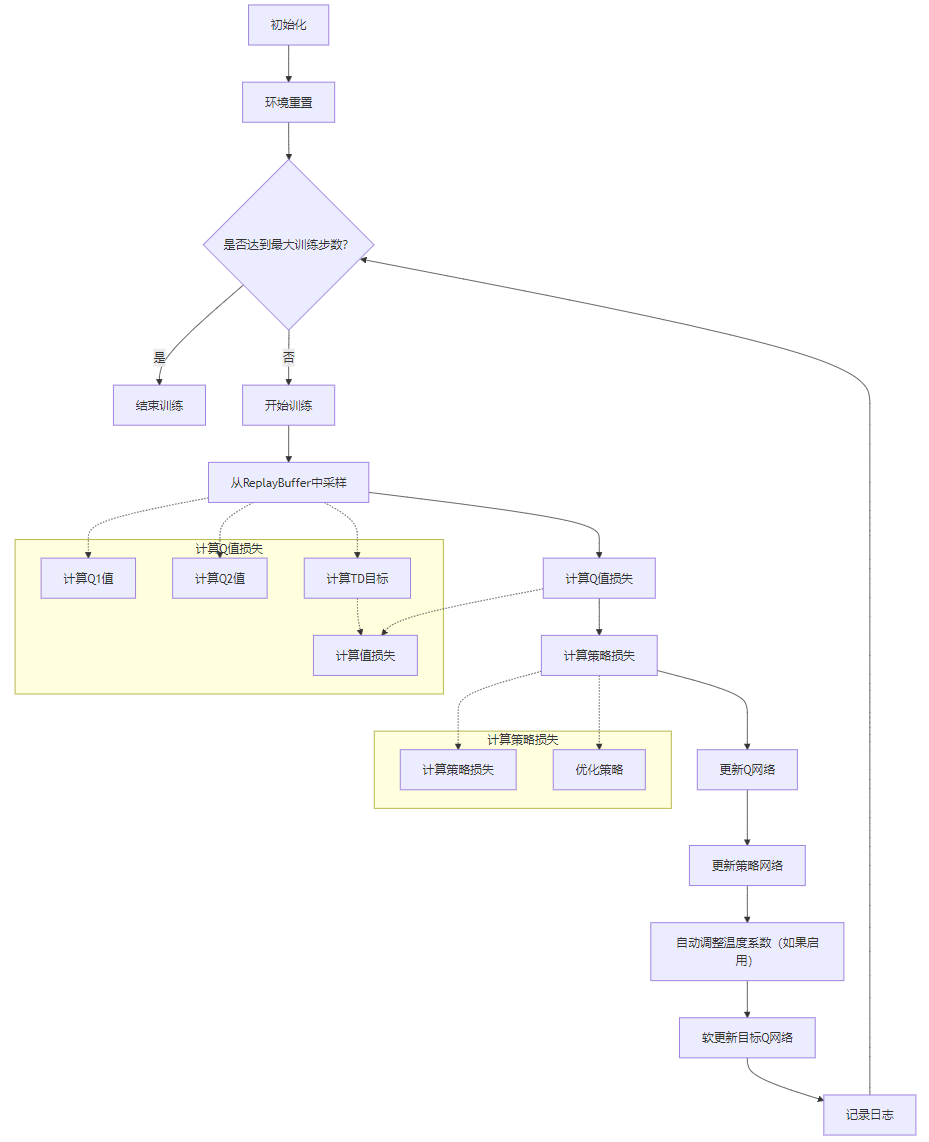 初始化
环境重置
是否达到最大训练步数?
是
否
结束训练
开始训练
从ReplayBuffer中采样
计算Q值损失
计算Q1值
计算Q2值
计算TD目标
计算Q值损失
计算值损失
计算策略损失
计算策略损失
计算策略损失
优化策略
更新Q网络
更新策略网络
自动调整温度系数（如果启
用）
软更新目标Q网络
记录日志